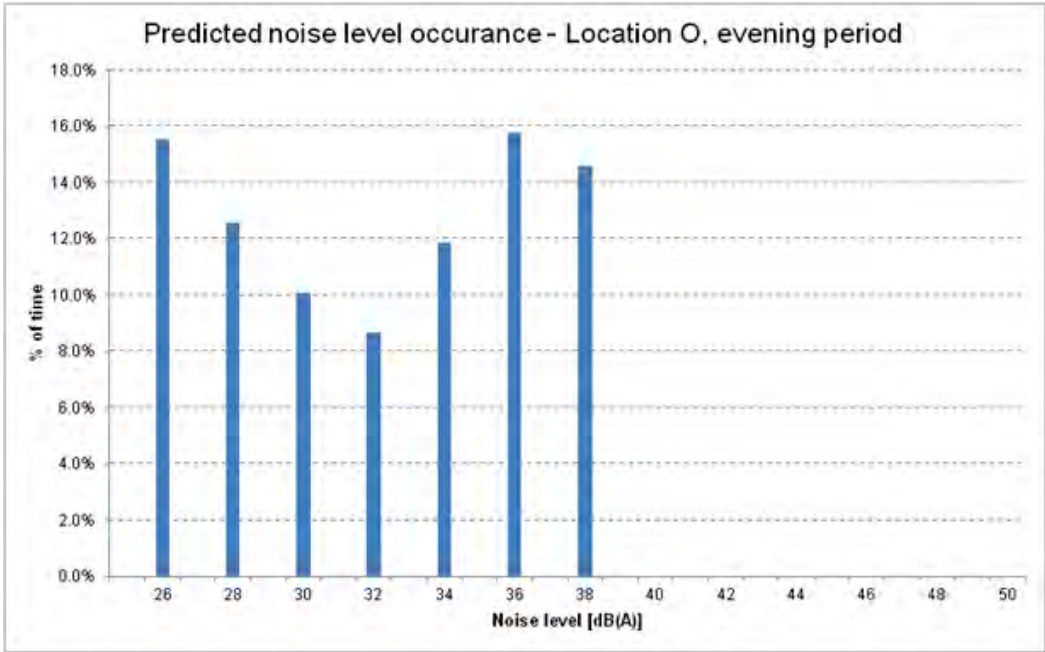 Predicted noise level occurance - Location O, evening period
18.0%
16.0%
14.0%
12.0%
10.0%
8.0%
6.0%
4.0%
2.0%
0.0%
% of time
26 28 30 32 34 36 38 40 42 44 46 48 50
Noise level [dB(A)]